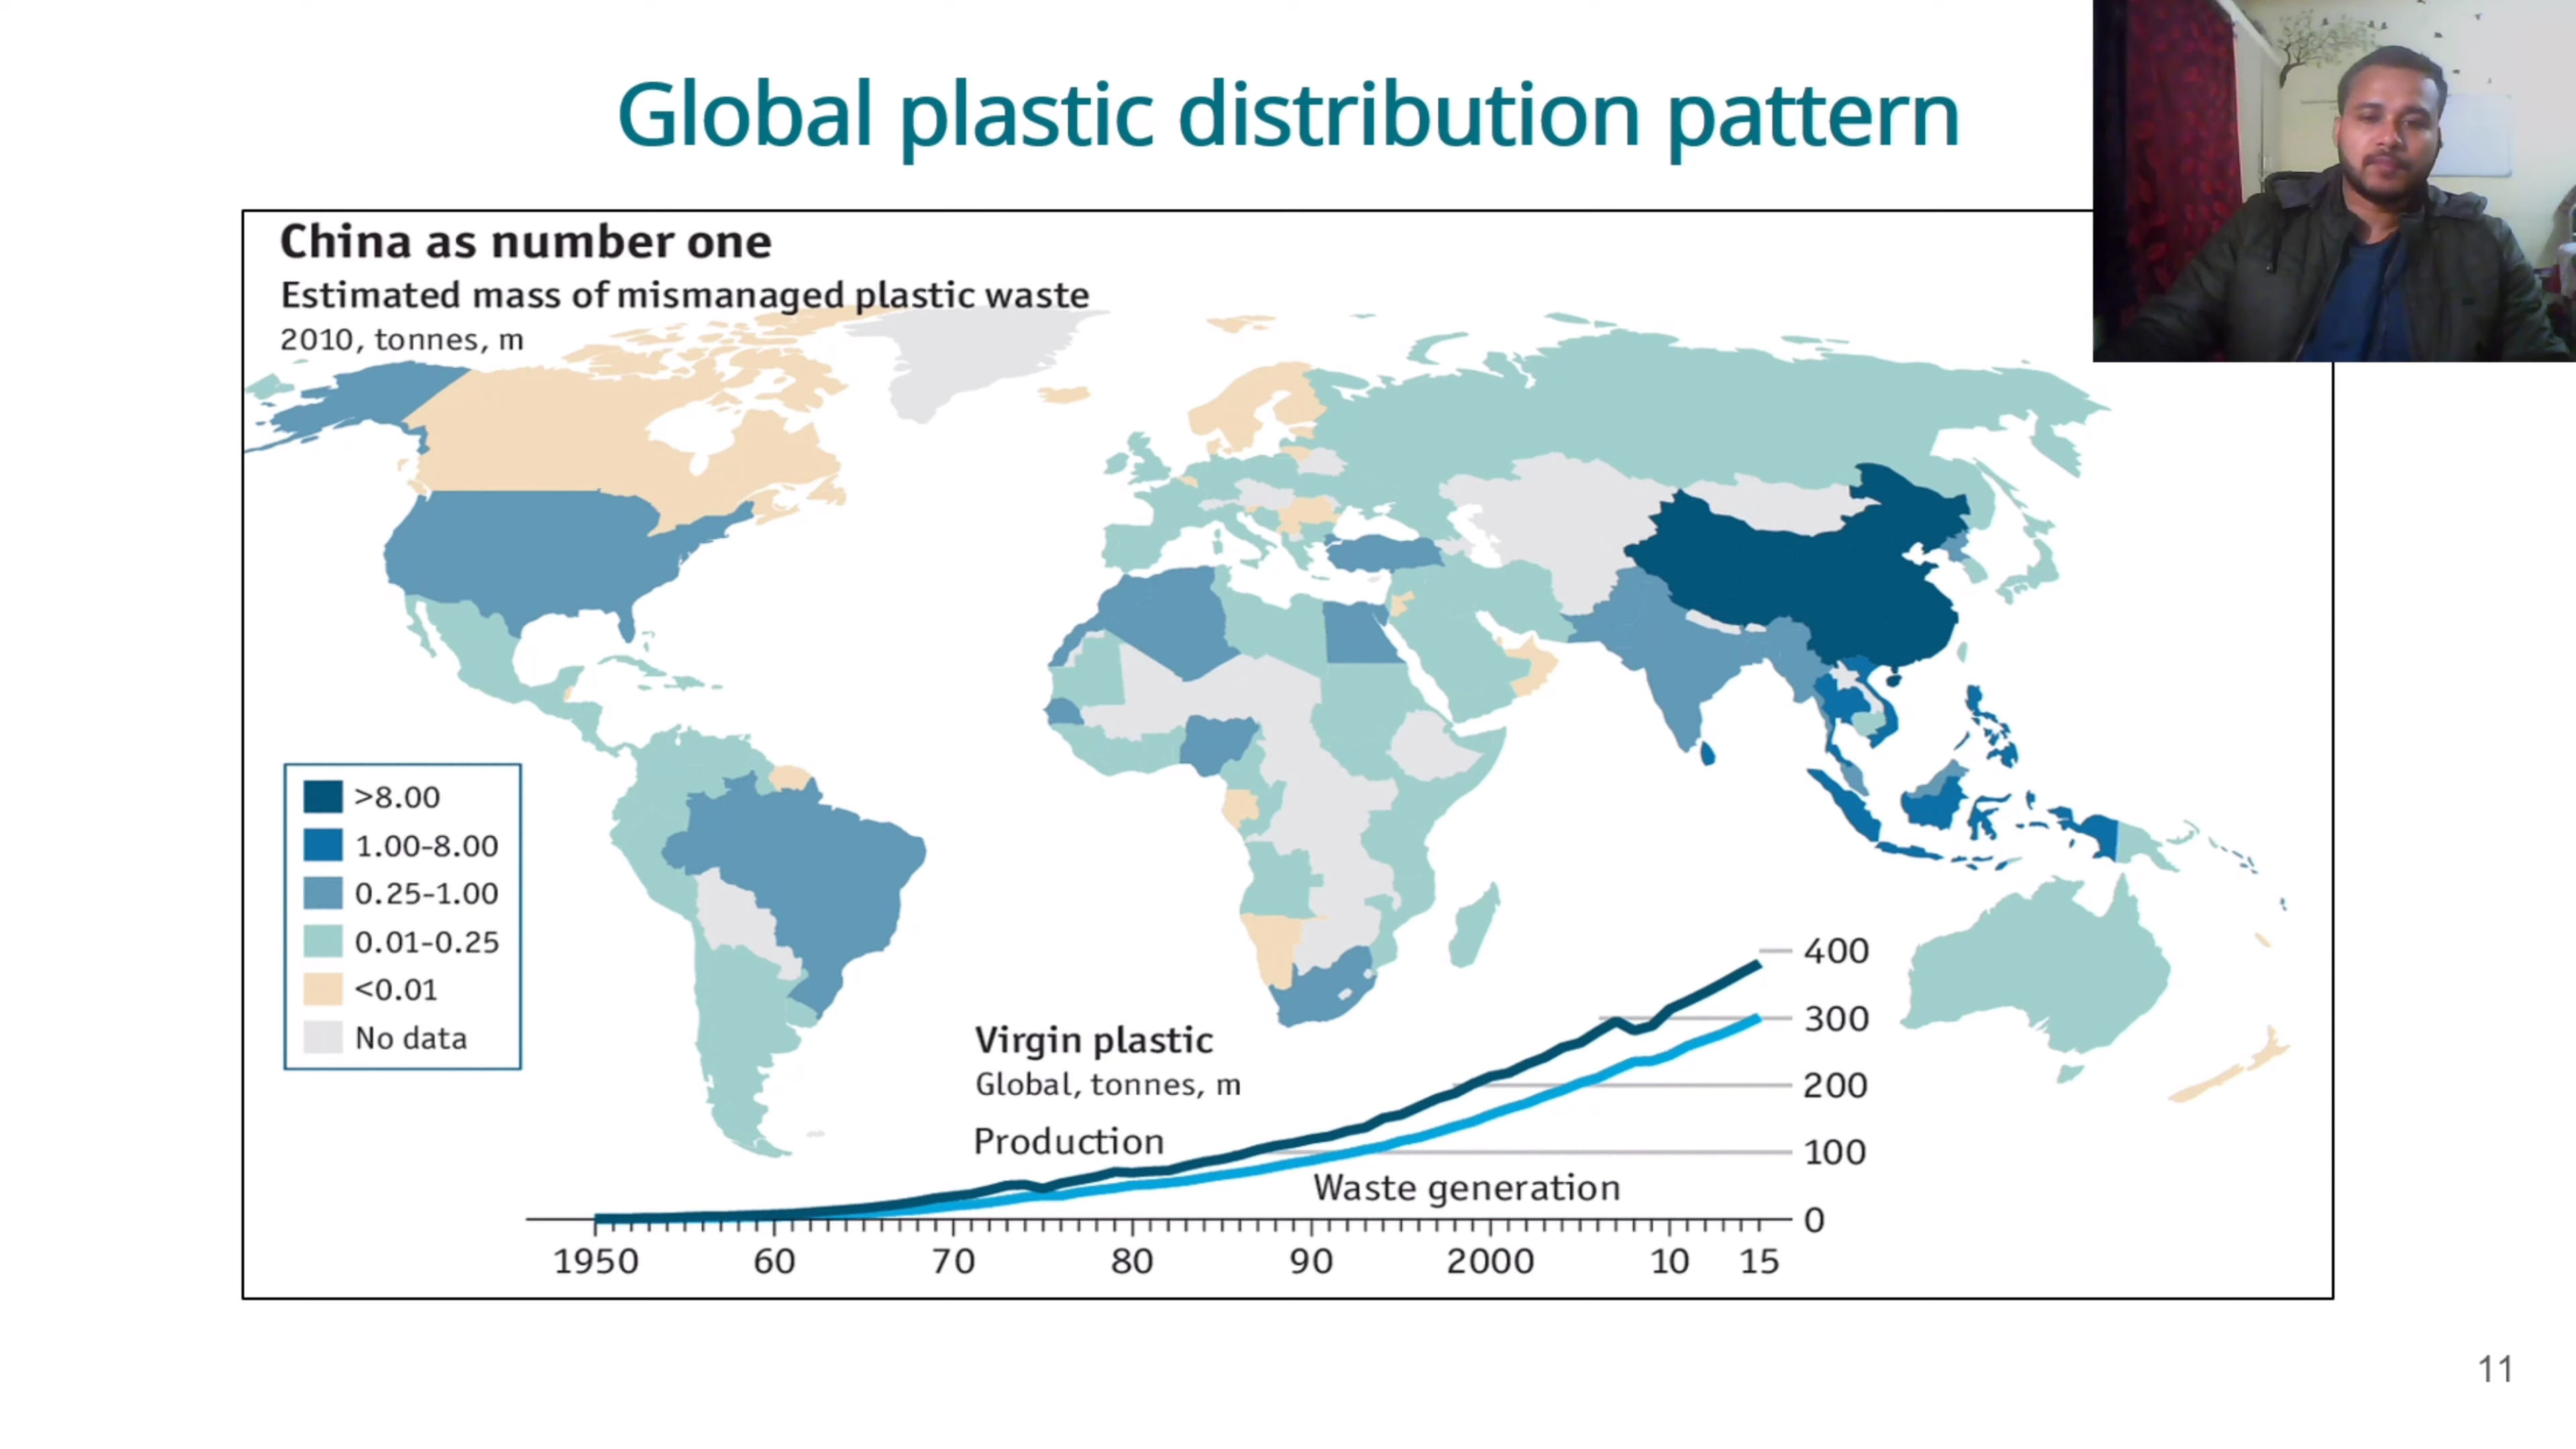 Global plastic distribution pattern
China as number one
Estimated mass of mismanaged plastic waste
2010, tonnes, m
>8.00
1.00-8.00
0.25-1.00
0.01-0.25
<0.01
No data
Virgin plastic
Global, tonnes, m
Production
Waste generation
400
300
200
100
0
1950 60 70 80 90 2000 10 15
11